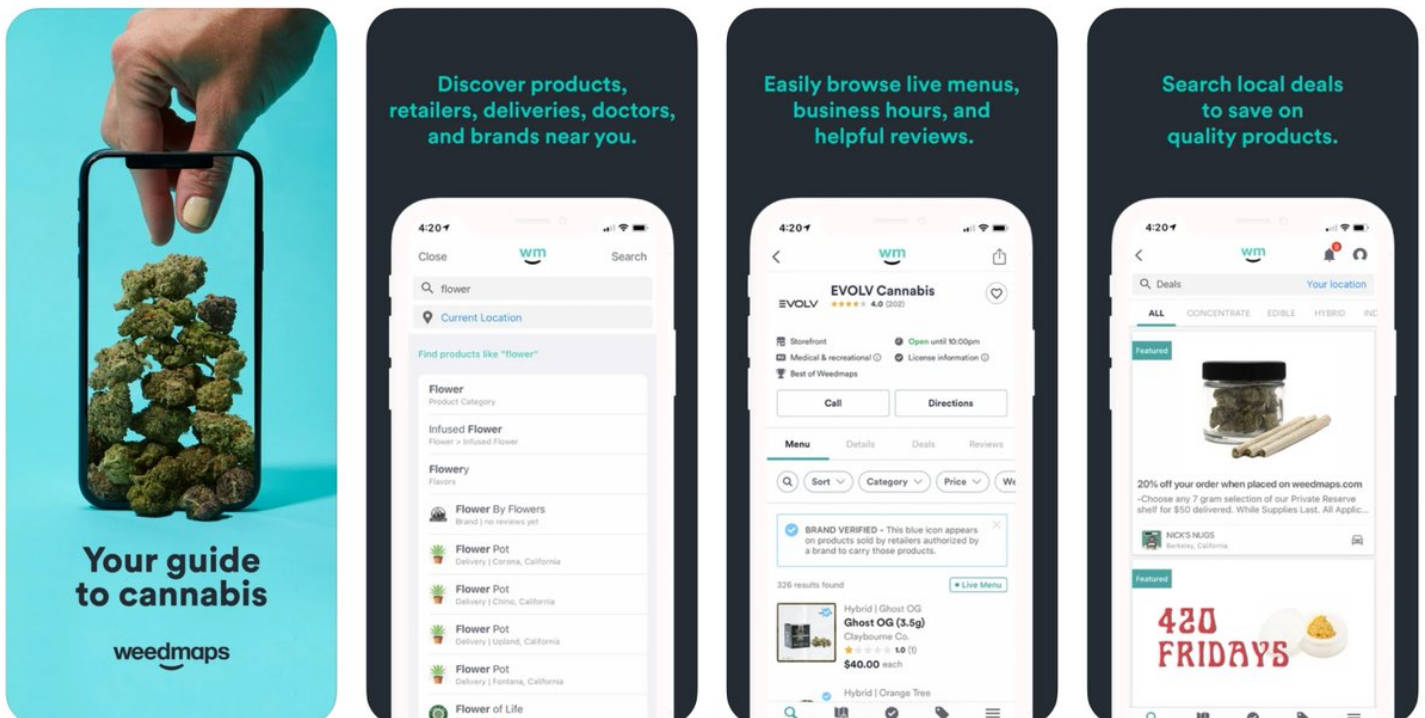 Your guide
to cannabis
weedmaps
Discover products,
retailers, deliveries, doctors,
and brands near you.
4:20
Close
wm
Search
flower
Current Location
Find products like "flower"
Flower
Product Category
Infused Flower
Flower > Infused Flower
Flowery
Flavors
Flower By Flowers
Brand | no reviews yet
Flower Pot
Delivery | Corona, California
Flower Pot
Delivery | Chino, California
Flower Pot
Delivery | Upland, California
Flower Pot
Delivery | Fontana, California
Flower of Life
Easily browse live menus,
business hours, and
helpful reviews.
4:20
wm
EVOLV
EVOLV Cannabis
4.0 (202)
Storefront
Open until 10:00pm
Medical & recreational
License information
Best of Weedmaps
Call
Directions
Menu
Details
Deals
Reviews
Sort
Category
Price
We
BRAND VERIFIED - This blue icon appears
on products sold by retailers authorized by
a brand to carry those products.
326 results found
Live Menu
Hybrid | Ghost OG
Ghost OG (3.5g)
Claybourne Co.
1.0 (1)
$40.00 each
Hybrid | Orange Tree
Search local deals
to save on
quality products.
4:20
wm
Deals
Your location
ALL
CONCENTRATE
EDIBLE
HYBRID
IND
Featured
20% off your order when placed on weedmaps.com
-Choose any 7 gram selection of our Private Reserve
shelf for $50 delivered. While Supplies Last. All Applic...
NICK'S NUGS
Berkeley, California
Featured
420
FRIDAYS